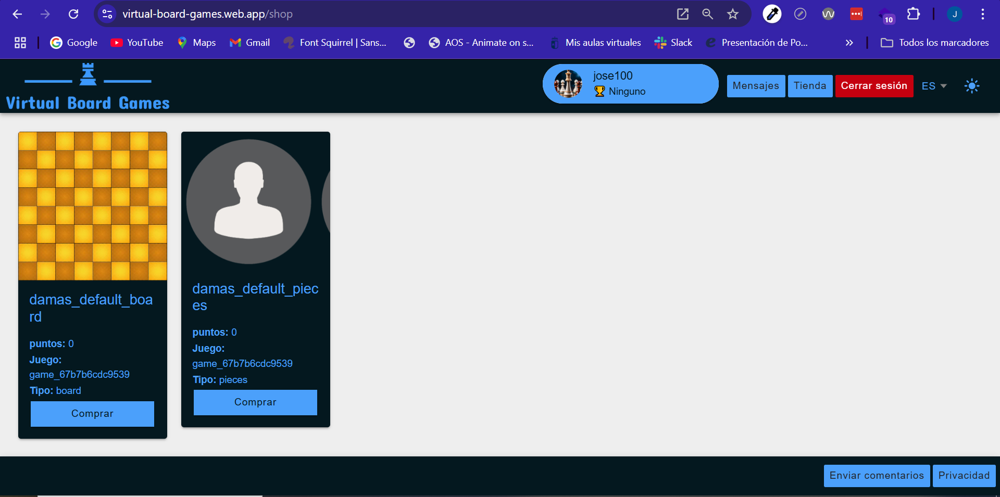 virtual-board-games.web.app/shop
10
J
Google
YouTube
Maps
Gmail
Font Squirrel | Sans...
AOS - Animate on s...
Mis aulas virtuales
Slack
Presentación de Po...
»
Todos los marcadores
Virtual Board Games
jose100
Ninguno
Mensajes
Tienda
Cerrar sesión
ES
damas_default_boa
rd
puntos: 0
Juego:
game_67b7b6cdc9539
Tipo: board
Comprar
damas_default_piec
es
puntos: 0
Juego:
game_67b7b6cdc9539
Tipo: pieces
Comprar
Enviar comentarios
Privacidad